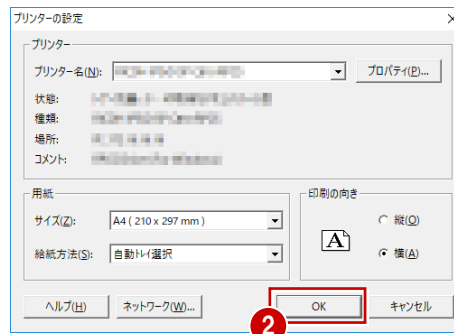 プリンターの設定
プリンター
プリンター名(N):
プロパティ(P)...
状態:
種類:
場所:
コメント:
用紙
サイズ(Z):
A4 ( 210 x 297 mm )
給紙方法(S):
自動トレイ選択
印刷の向き
A
縦(O)
横(A)
ヘルプ(H)
ネットワーク(W)...
OK
キャンセル
2